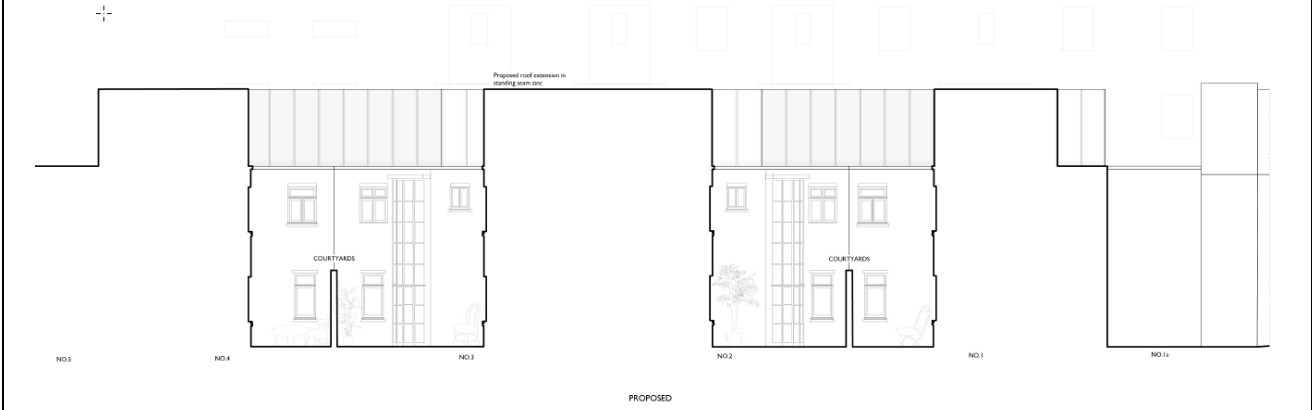 Proposed roof extension in
standing seam zinc
COURTYARDS
COURTYARDS
NO.5
NO.4
NO.3
NO.2
NO.1
NO.1a
PROPOSED